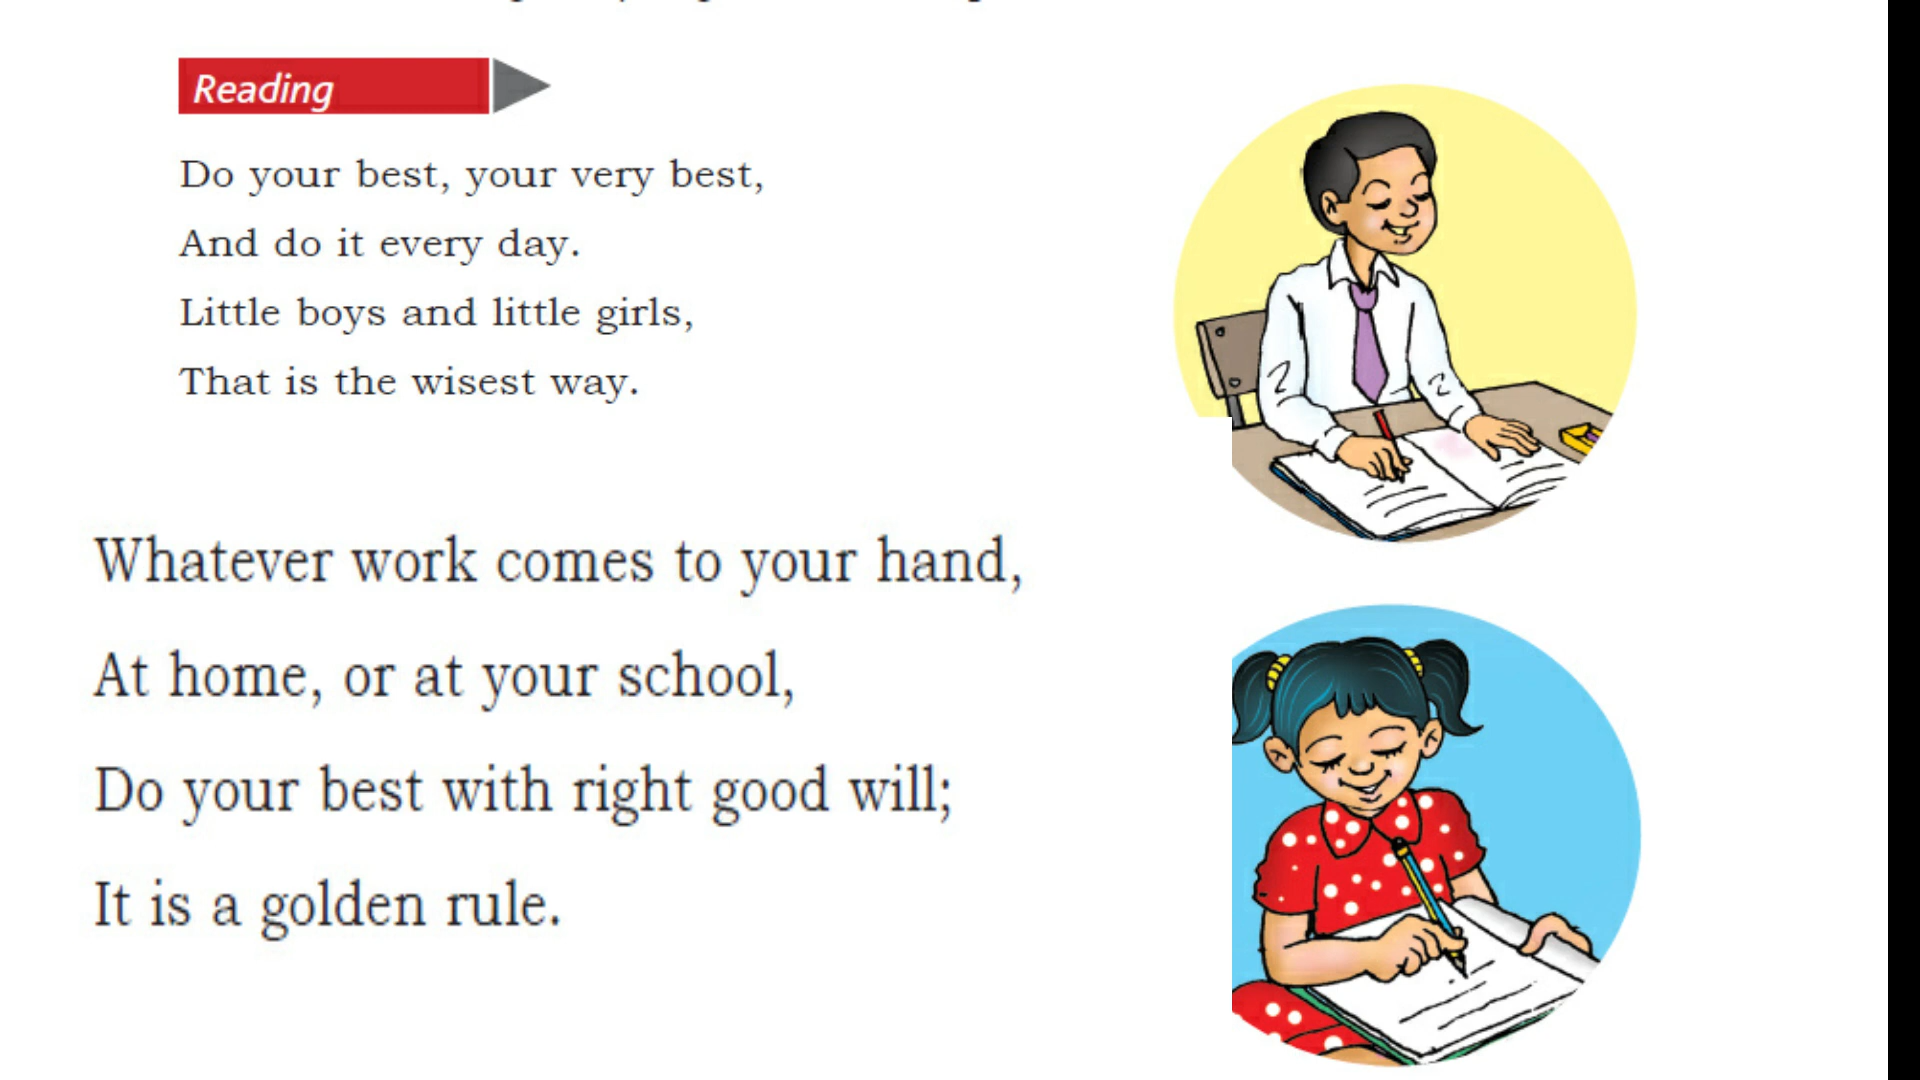 Reading
Do your best, your very best,
And do it every day.
Little boys and little girls,
That is the wisest way.
Whatever work comes to your hand,
At home, or at your school,
Do your best with right good will;
It is a golden rule.